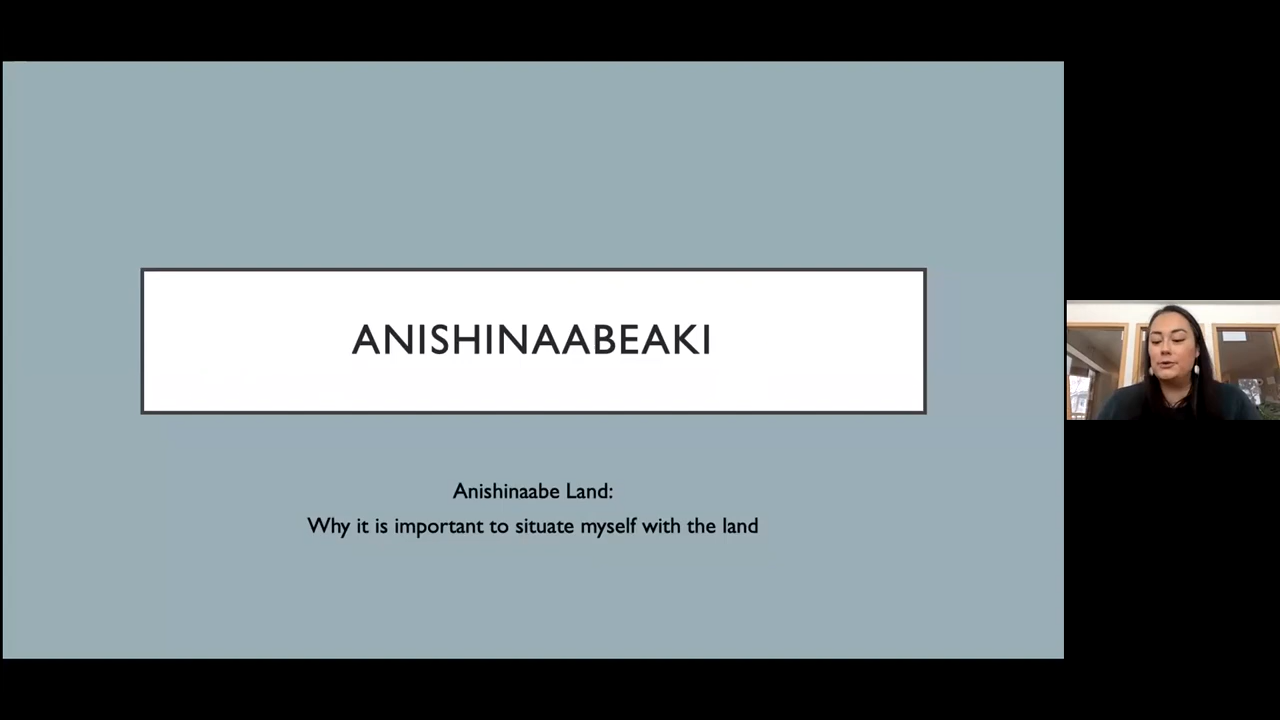 ANISHINAABEAKI
Anishinaabe Land:
Why it is important to situate myself with the land